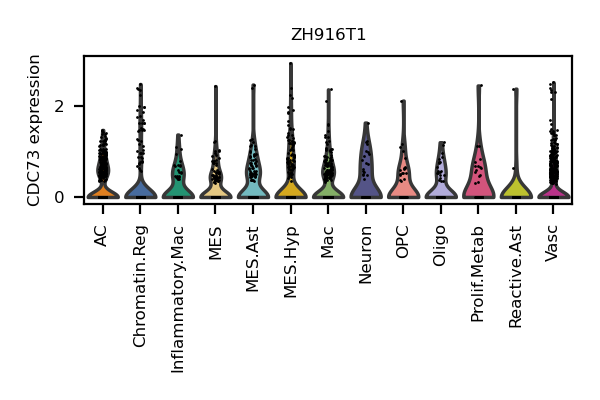 ZH916T1
CDC73 expression
2
0
AC
Chromatin.Reg
Inflammatory.Mac
MES
MES.Ast
MES.Hyp
Mac
Neuron
OPC
Oligo
Prolif.Metab
Reactive.Ast
Vasc